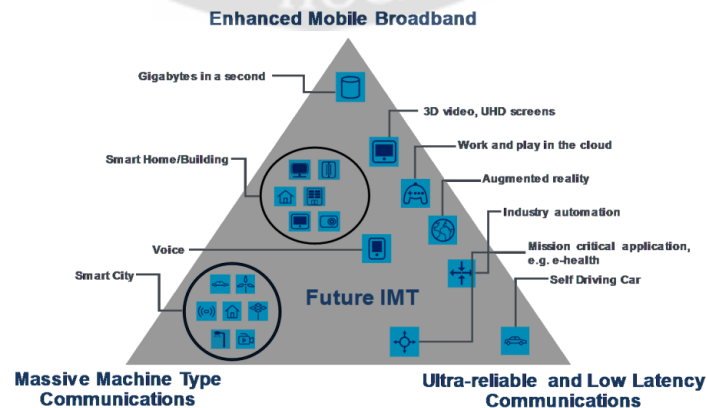 Enhanced Mobile Broadband
Gigabytes in a second
3D video, UHD screens
Work and play in the cloud
Smart Home/Building
Augmented reality
Industry automation
Voice
Mission critical application,
e.g. e-health
Smart City
Self Driving Car
Future IMT
Massive Machine Type
Communications
Ultra-reliable and Low Latency
Communications